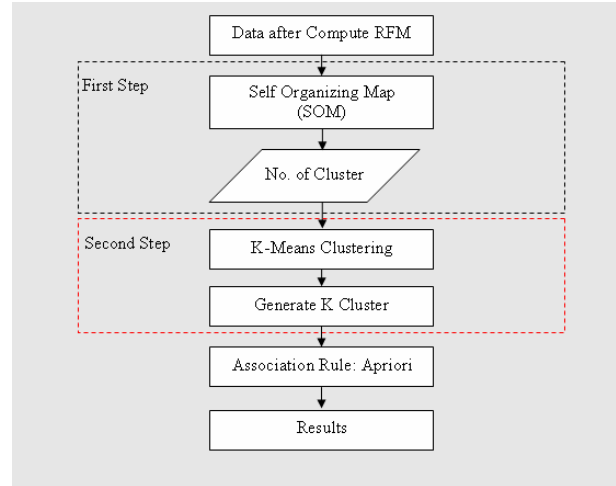 Data after Compute RFM
First Step
Self Organizing Map
(SOM)
No. of Cluster
Second Step
K-Means Clustering
Generate K Cluster
Association Rule: Apriori
Results